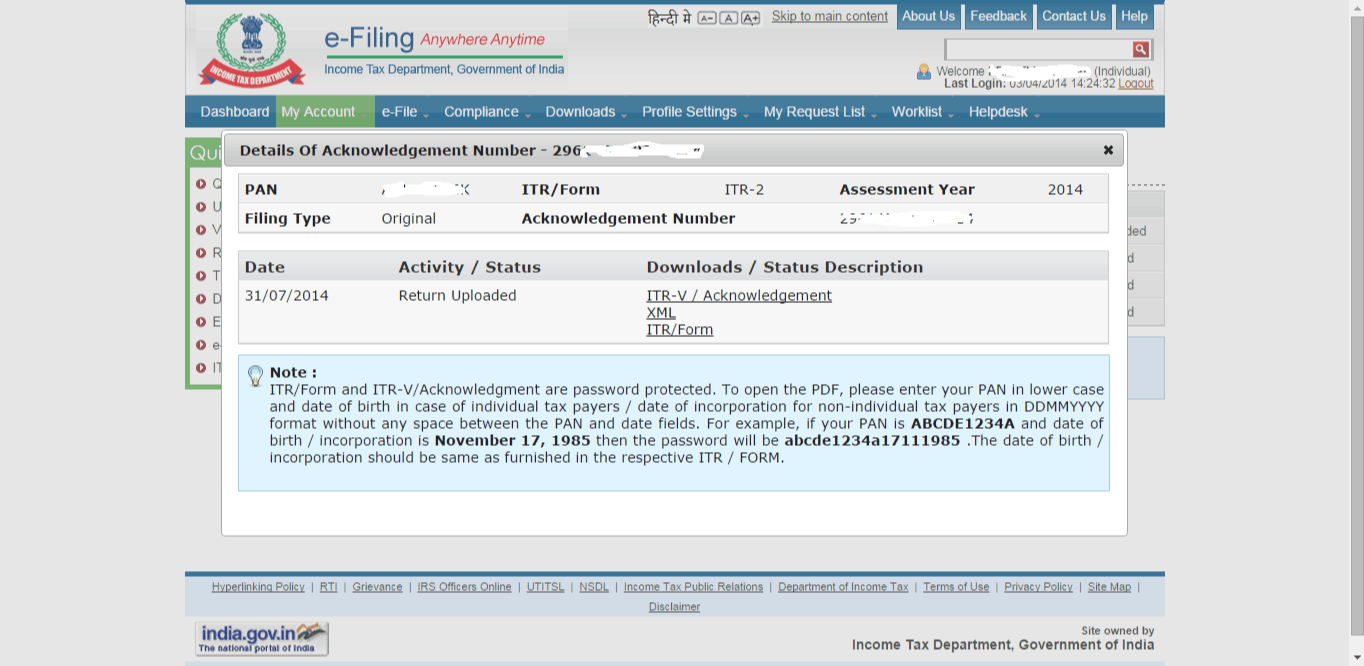 हिन्दी मे A- A A+ Skip to main content About Us Feedback Contact Us Help
e-Filing Anywhere Anytime
Income Tax Department, Government of India
INCOME TAX DEPARTMENT
Welcome (Individual)
Last Login: 03/04/2014 14:24:32 Logout
Dashboard My Account e-File Compliance Downloads Profile Settings My Request List Worklist Helpdesk
Qui
Details Of Acknowledgement Number - 296
PAN K ITR/Form ITR-2 Assessment Year 2014
Filing Type Original Acknowledgement Number
Date Activity / Status Downloads / Status Description
31/07/2014 Return Uploaded ITR-V / Acknowledgement
XML
ITR/Form
Note :
ITR/Form and ITR-V/Acknowledgment are password protected. To open the PDF, please enter your PAN in lower case
and date of birth in case of individual tax payers / date of incorporation for non-individual tax payers in DDMMYYYY
format without any space between the PAN and date fields. For example, if your PAN is ABCDE1234A and date of
birth / incorporation is November 17, 1985 then the password will be abcde1234a17111985 .The date of birth /
incorporation should be same as furnished in the respective ITR / FORM.
Q
U
V
R
T
D
E
e-
IT
ded
d
d
d
Hyperlinking Policy | RTI | Grievance | IRS Officers Online | UTITSL | NSDL | Income Tax Public Relations | Department of Income Tax | Terms of Use | Privacy Policy | Site Map |
Disclaimer
india.gov.in
The national portal of India
Site owned by
Income Tax Department, Government of India